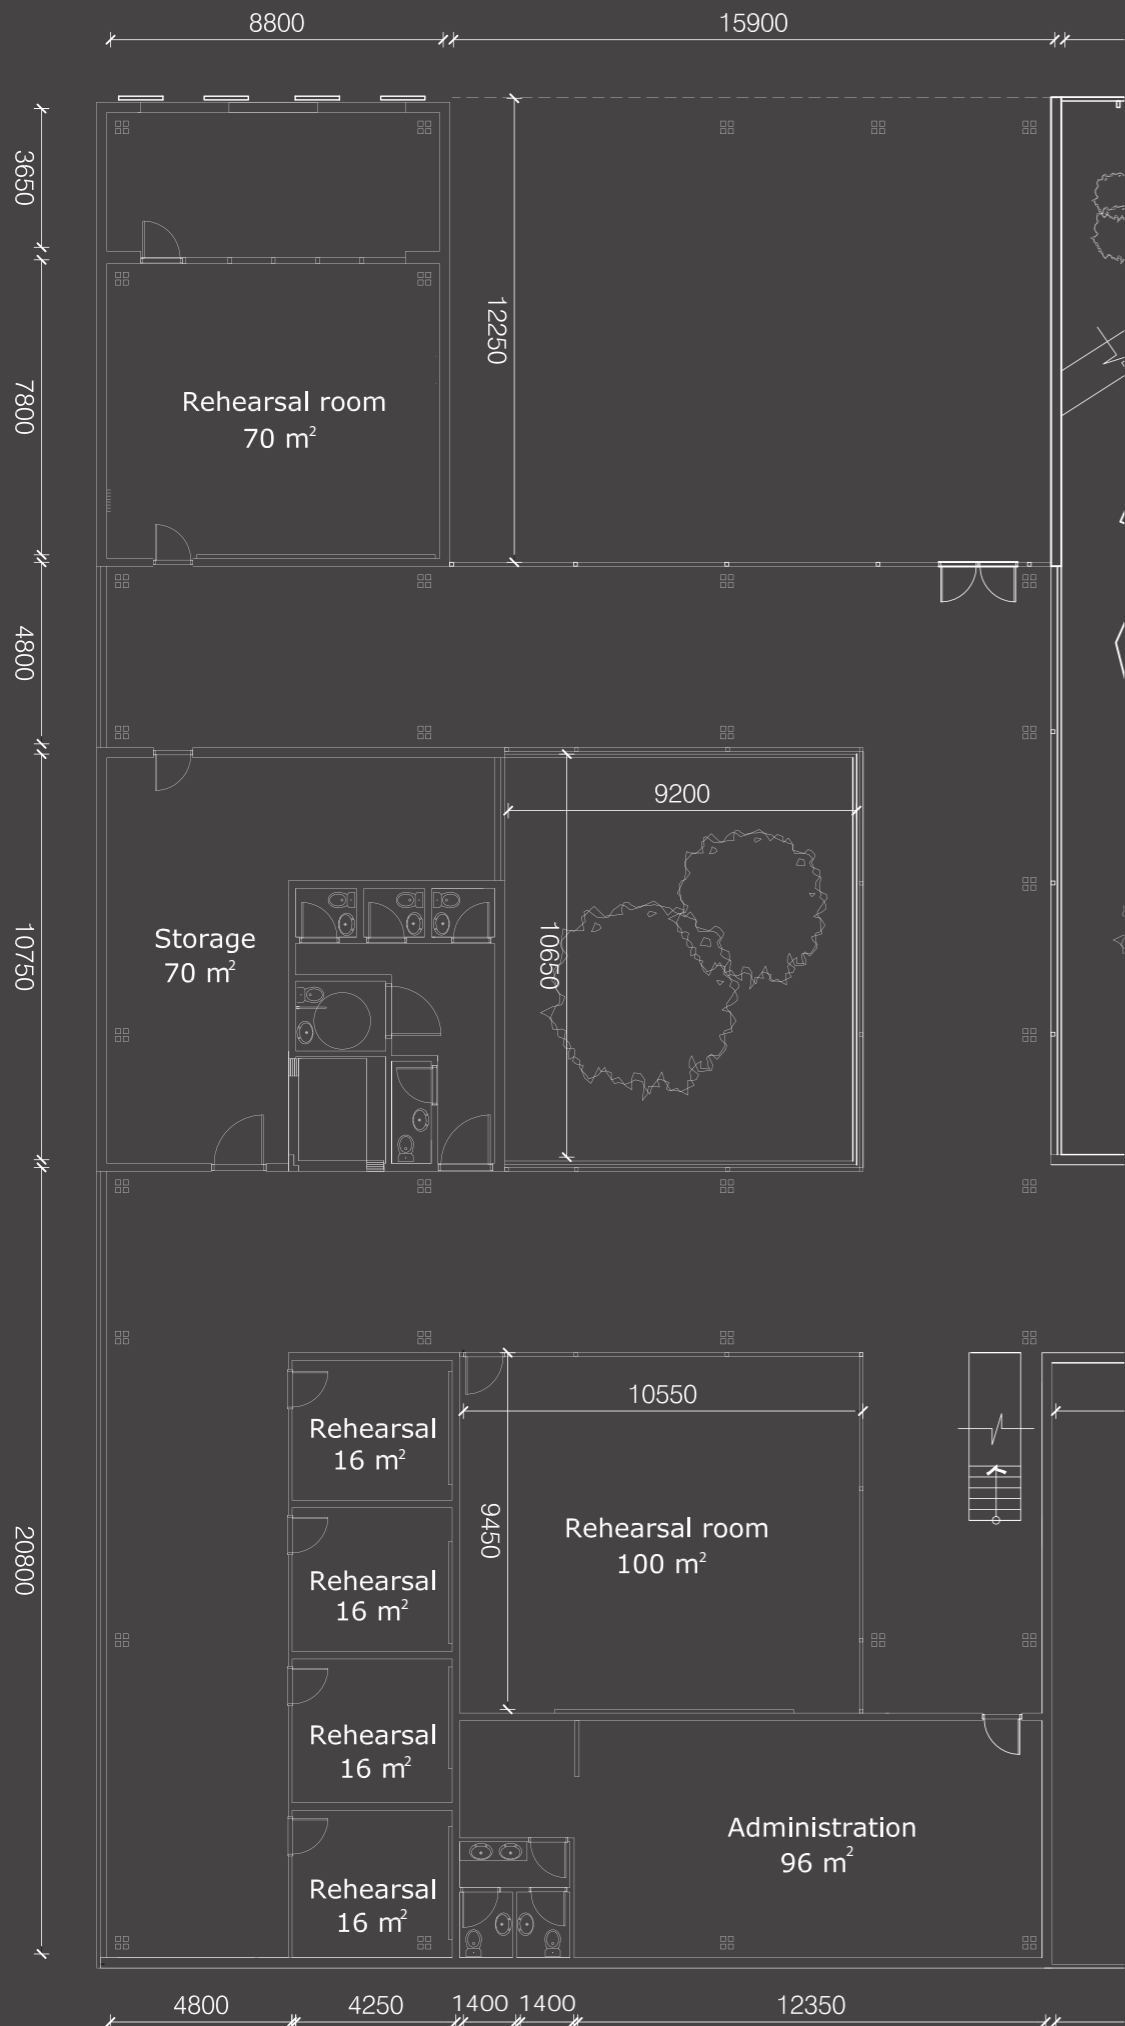 8800
15900
3650
12250
7800
Rehearsal room
70 m²
4800
9200
10750
10650
Storage
70 m²
10550
Rehearsal
16 m²
9450
Rehearsal room
100 m²
20800
Rehearsal
16 m²
Rehearsal
16 m²
Administration
96 m²
Rehearsal
16 m²
4800
4250
1400
1400
12350